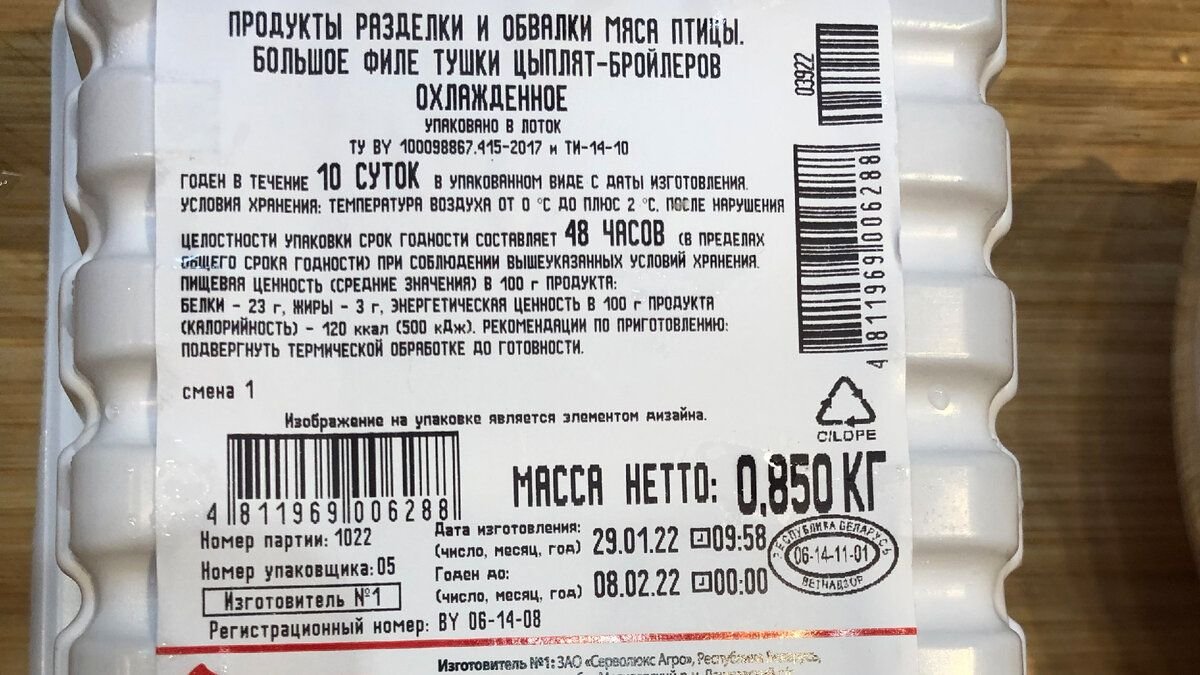 ПРОДУКТЫ РАЗДЕЛКИ И ОБВАЛКИ МЯСА ПТИЦЫ.
БОЛЬШОЕ ФИЛЕ ТУШКИ ЦЫПЛЯТ-БРОЙЛЕРОВ
ОХЛАЖДЕННОЕ
УПАКОВАНО В ЛОТОК
ТУ BY 100098867.415-2017 и ТИ-14-10
ГОДЕН В ТЕЧЕНИЕ 10 СУТОК В УПАКОВАННОМ ВИДЕ С ДАТЫ ИЗГОТОВЛЕНИЯ.
УСЛОВИЯ ХРАНЕНИЯ: ТЕМПЕРАТУРА ВОЗДУХА ОТ 0 °С ДО ПЛЮС 2 °С. ПОСЛЕ НАРУШЕНИЯ
ЦЕЛОСТНОСТИ УПАКОВКИ СРОК ГОДНОСТИ СОСТАВЛЯЕТ 48 ЧАСОВ (В ПРЕДЕЛАХ
ОБЩЕГО СРОКА ГОДНОСТИ) ПРИ СОБЛЮДЕНИИ ВЫШЕУКАЗАННЫХ УСЛОВИЙ ХРАНЕНИЯ.
ПИЩЕВАЯ ЦЕННОСТЬ (СРЕДНИЕ ЗНАЧЕНИЯ) В 100 г ПРОДУКТА:
БЕЛКИ – 23 г, ЖИРЫ – 3 г, ЭНЕРГЕТИЧЕСКАЯ ЦЕННОСТЬ В 100 г ПРОДУКТА
(КАЛОРИЙНОСТЬ) – 120 ккал (500 кДж). РЕКОМЕНДАЦИИ ПО ПРИГОТОВЛЕНИЮ:
ПОДВЕРГНУТЬ ТЕРМИЧЕСКОЙ ОБРАБОТКЕ ДО ГОТОВНОСТИ.
смена 1
Изображение на упаковке является элементом дизайна.
03922
4 811969 006288
C/LDPE
4 811969 006288
МАССА НЕТТО: 0,850 КГ
Номер партии: 1022
Номер упаковщика: 05
Изготовитель №1
Регистрационный номер: BY 06-14-08
Дата изготовления:
(число, месяц, год) 29.01.22 09:58
Годен до:
(число, месяц, год) 08.02.22 00:00
РЕСПУБЛИКА БЕЛАРУСЬ
06-14-11-01
ВЕТНАДЗОР
Изготовитель №1: ЗАО «Серволюкс Агро», Республика Беларусь,